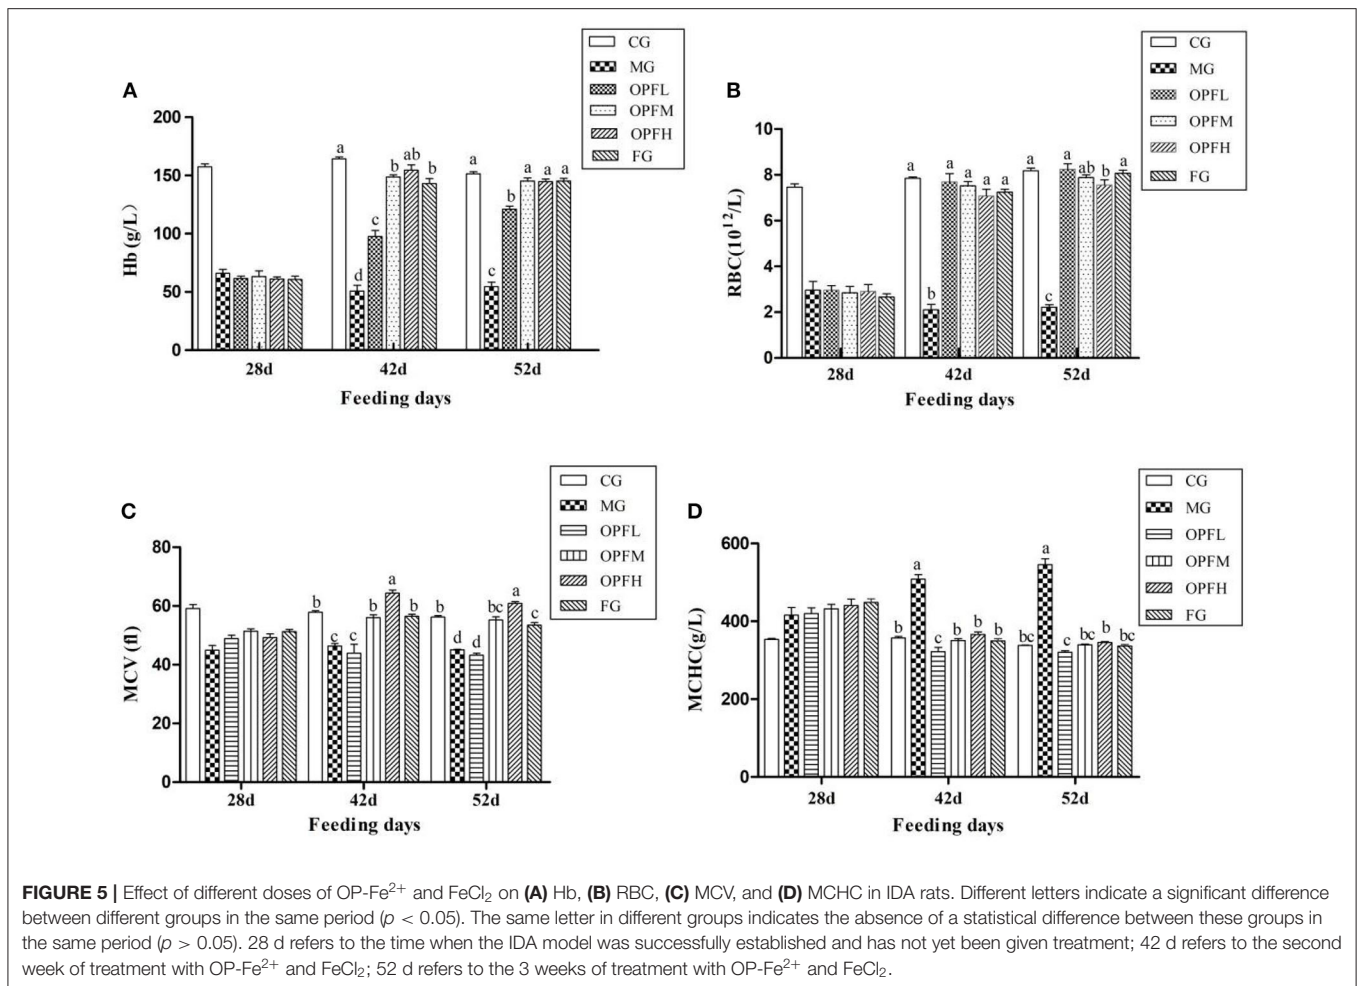 A
CG
MG
OPFL
OPFM
OPFH
FG
Hb (g/L)
200
150
100
50
0
a
d
c
b
ab
b
a
c
b
a
a
a
28d
42d
52d
Feeding days
B
CG
MG
OPFL
OPFM
OPFH
FG
RBC(10¹²/L)
10
8
6
4
2
0
a
b
a
a
a
a
a
c
a
ab
b
a
28d
42d
52d
Feeding days
C
CG
MG
OPFL
OPFM
OPFH
FG
MCV (fl)
80
60
40
20
0
b
c
c
b
a
b
b
d
d
bc
a
c
28d
42d
52d
Feeding days
D
CG
MG
OPFL
OPFM
OPFH
FG
MCHC(g/L)
600
400
200
0
b
a
c
b
b
b
bc
a
c
bc
b
bc
28d
42d
52d
Feeding days
FIGURE 5 | Effect of different doses of OP-Fe²⁺ and FeCl₂ on (A) Hb, (B) RBC, (C) MCV, and (D) MCHC in IDA rats. Different letters indicate a significant difference
between different groups in the same period (p < 0.05). The same letter in different groups indicates the absence of a statistical difference between these groups in
the same period (p > 0.05). 28 d refers to the time when the IDA model was successfully established and has not yet been given treatment; 42 d refers to the second
week of treatment with OP-Fe²⁺ and FeCl₂; 52 d refers to the 3 weeks of treatment with OP-Fe²⁺ and FeCl₂.